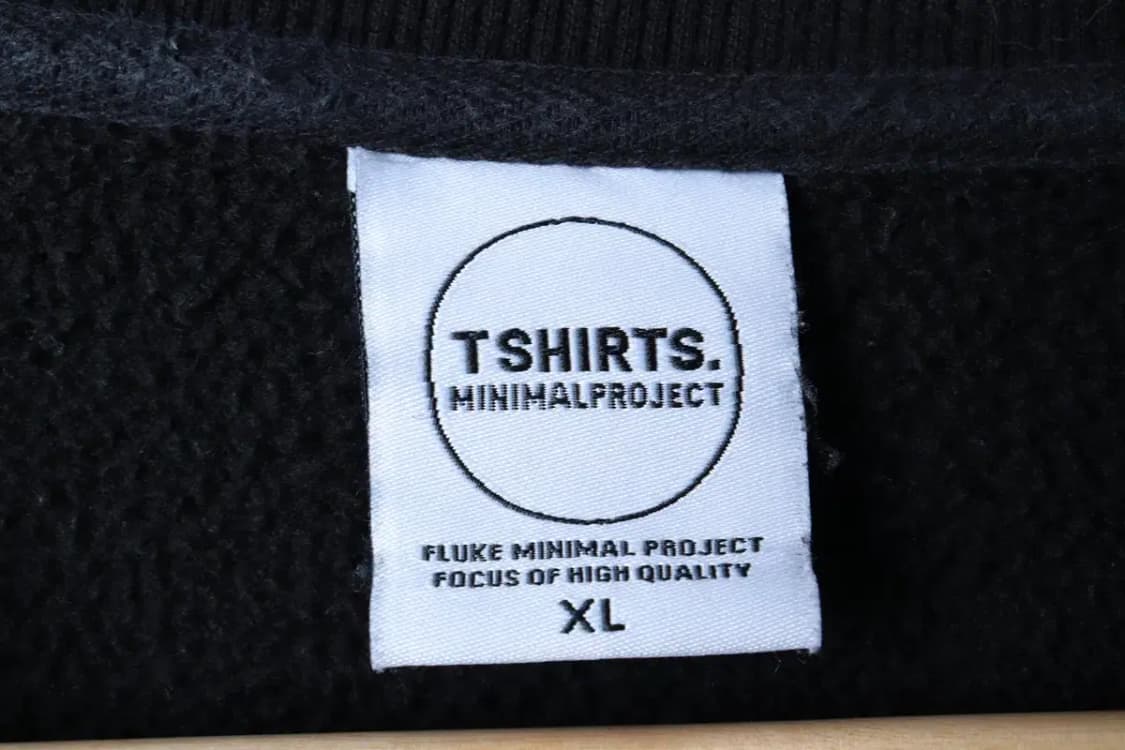 TSHIRTS.
MINIMALPROJECT
FLUKE MINIMAL PROJECT
FOCUS OF HIGH QUALITY
XL